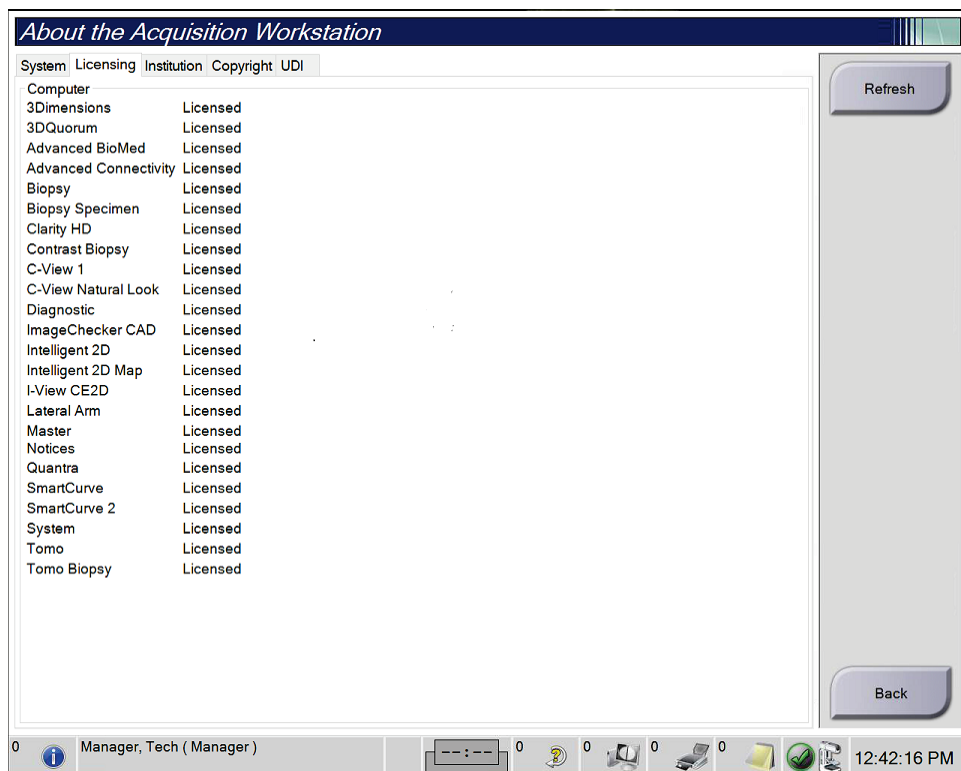 About the Acquisition Workstation
System Licensing Institution Copyright UDI
Computer
3Dimensions Licensed
3DQuorum Licensed
Advanced BioMed Licensed
Advanced Connectivity Licensed
Biopsy Licensed
Biopsy Specimen Licensed
Clarity HD Licensed
Contrast Biopsy Licensed
C-View 1 Licensed
C-View Natural Look Licensed
Diagnostic Licensed
ImageChecker CAD Licensed
Intelligent 2D Licensed
Intelligent 2D Map Licensed
I-View CE2D Licensed
Lateral Arm Licensed
Master Licensed
Notices Licensed
Quantra Licensed
SmartCurve Licensed
SmartCurve 2 Licensed
System Licensed
Tomo Licensed
Tomo Biopsy Licensed
Refresh
Back
0 Manager, Tech ( Manager ) --:-- 0 0 0 0 12:42:16 PM